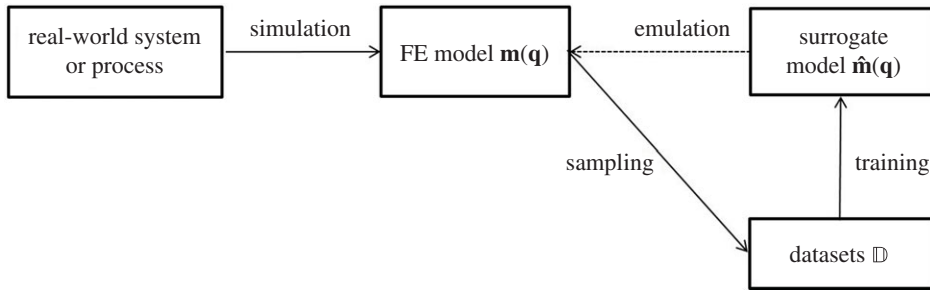 real-world system
or process
simulation
FE model m(q)
emulation
surrogate
model m̂(q)
sampling
training
datasets 𝔻